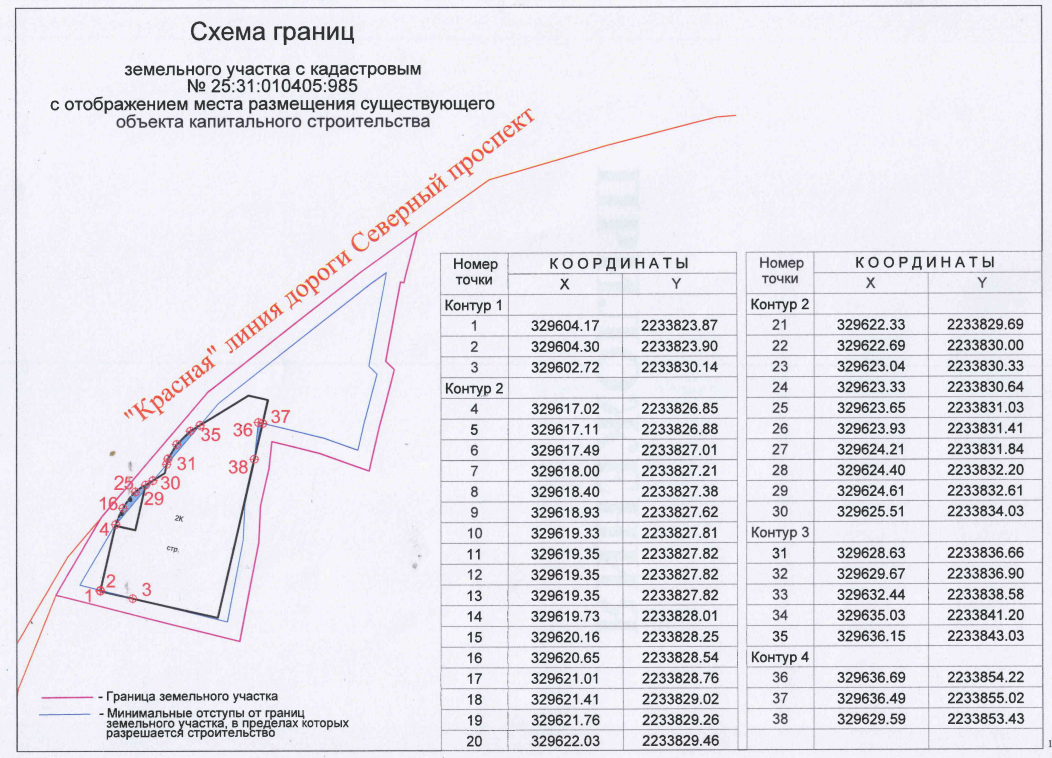 Схема границ
земельного участка с кадастровым
№ 25:31:010405:985
с отображением места размещения существующего
объекта капитального строительства
"Красная" линия дороги Северный проспект
35
36
37
31
38
25
30
16
29
4
2К
стр.
2
1
3
- Граница земельного участка
- Минимальные отступы от границ
земельного участка, в пределах которых
разрешается строительство
Номер точки КООРДИНАТЫ
X Y
Контур 1
1 329604.17 2233823.87
2 329604.30 2233823.90
3 329602.72 2233830.14
Контур 2
4 329617.02 2233826.85
5 329617.11 2233826.88
6 329617.49 2233827.01
7 329618.00 2233827.21
8 329618.40 2233827.38
9 329618.93 2233827.62
10 329619.33 2233827.81
11 329619.35 2233827.82
12 329619.35 2233827.82
13 329619.35 2233827.82
14 329619.73 2233828.01
15 329620.16 2233828.25
16 329620.65 2233828.54
17 329621.01 2233828.76
18 329621.41 2233829.02
19 329621.76 2233829.26
20 329622.03 2233829.46
Номер точки КООРДИНАТЫ
X Y
Контур 2
21 329622.33 2233829.69
22 329622.69 2233830.00
23 329623.04 2233830.33
24 329623.33 2233830.64
25 329623.65 2233831.03
26 329623.93 2233831.41
27 329624.21 2233831.84
28 329624.40 2233832.20
29 329624.61 2233832.61
30 329625.51 2233834.03
Контур 3
31 329628.63 2233836.66
32 329629.67 2233836.90
33 329632.44 2233838.58
34 329635.03 2233841.20
35 329636.15 2233843.03
Контур 4
36 329636.69 2233854.22
37 329636.49 2233855.02
38 329629.59 2233853.43
1